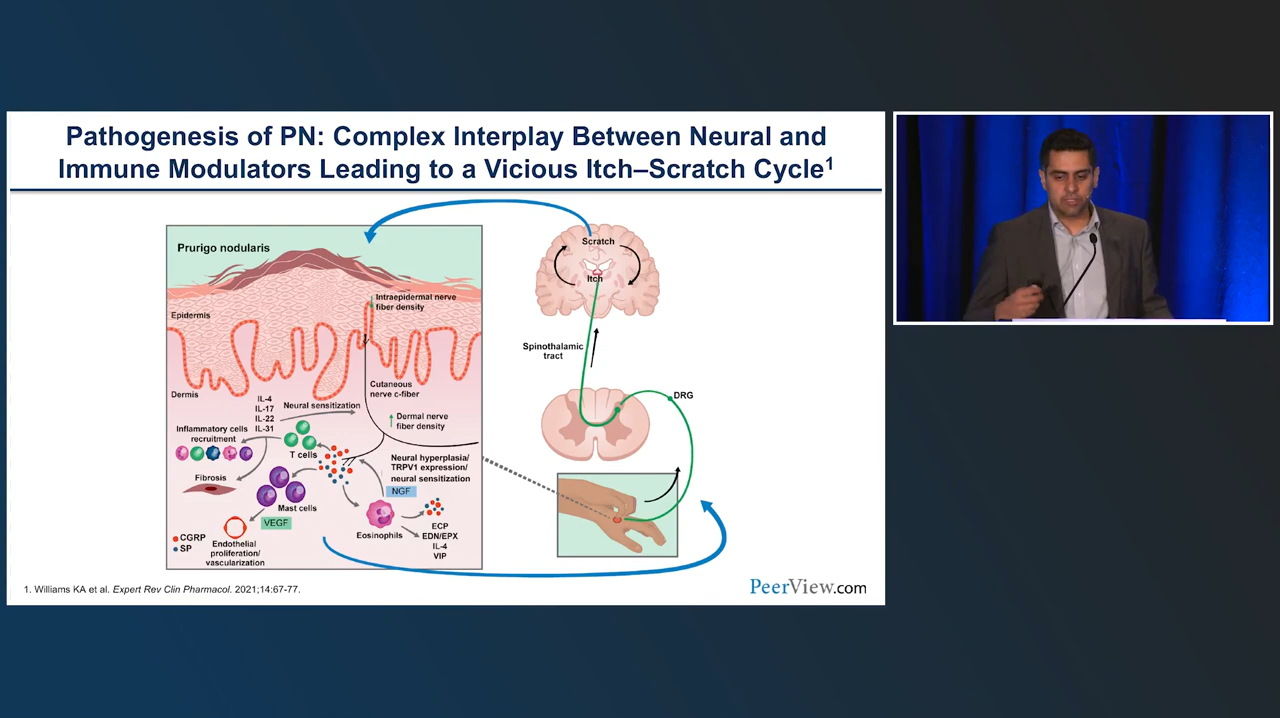 Pathogenesis of PN: Complex Interplay Between Neural and
Immune Modulators Leading to a Vicious Itch–Scratch Cycle1
Prurigo nodularis
Intraepidermal nerve
fiber density
Epidermis
Dermis
Cutaneous
nerve c-fiber
IL-4
IL-17
IL-22
IL-31
Neural sensitization
Dermal nerve
fiber density
Inflammatory cells
recruitment
T cells
Fibrosis
Mast cells
VEGF
Neural hyperplasia/
TRPV1 expression/
neural sensitization
NGF
Eosinophils
ECP
EDN/EPX
IL-4
VIP
CGRP
SP
Endothelial
proliferation/
vascularization
Scratch
Itch
Spinothalamic
tract
DRG
1. Williams KA et al. Expert Rev Clin Pharmacol. 2021;14:67-77.
PeerView.com